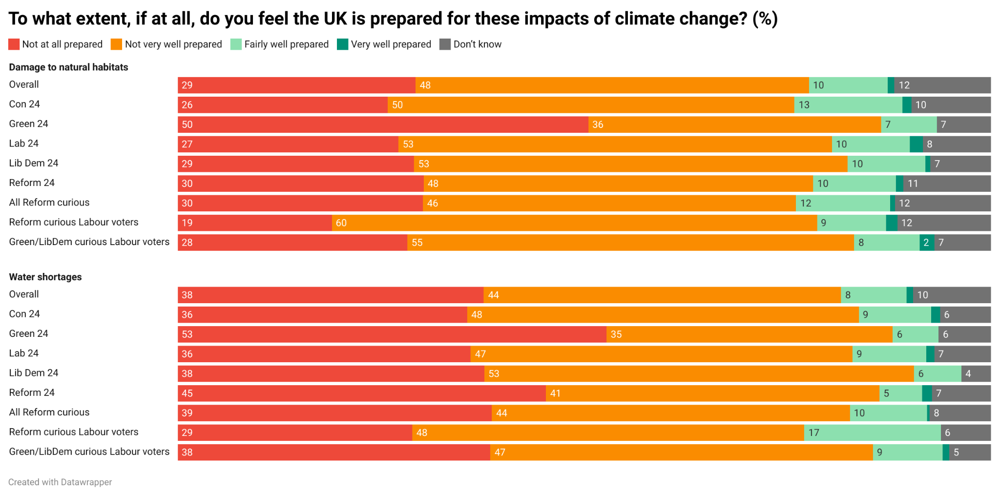 To what extent, if at all, do you feel the UK is prepared for these impacts of climate change? (%)
Not at all prepared Not very well prepared Fairly well prepared Very well prepared Don’t know
Damage to natural habitats
Overall 29 48 10 12
Con 24 26 50 13 10
Green 24 50 36 7 7
Lab 24 27 53 10 8
Lib Dem 24 29 53 10 7
Reform 24 30 48 10 11
All Reform curious 30 46 12 12
Reform curious Labour voters 19 60 9 12
Green/LibDem curious Labour voters 28 55 8 2 7
Water shortages
Overall 38 44 8 10
Con 24 36 48 9 6
Green 24 53 35 6 6
Lab 24 36 47 9 7
Lib Dem 24 38 53 6 4
Reform 24 45 41 5 7
All Reform curious 39 44 10 8
Reform curious Labour voters 29 48 17 6
Green/LibDem curious Labour voters 38 47 9 5
Created with Datawrapper